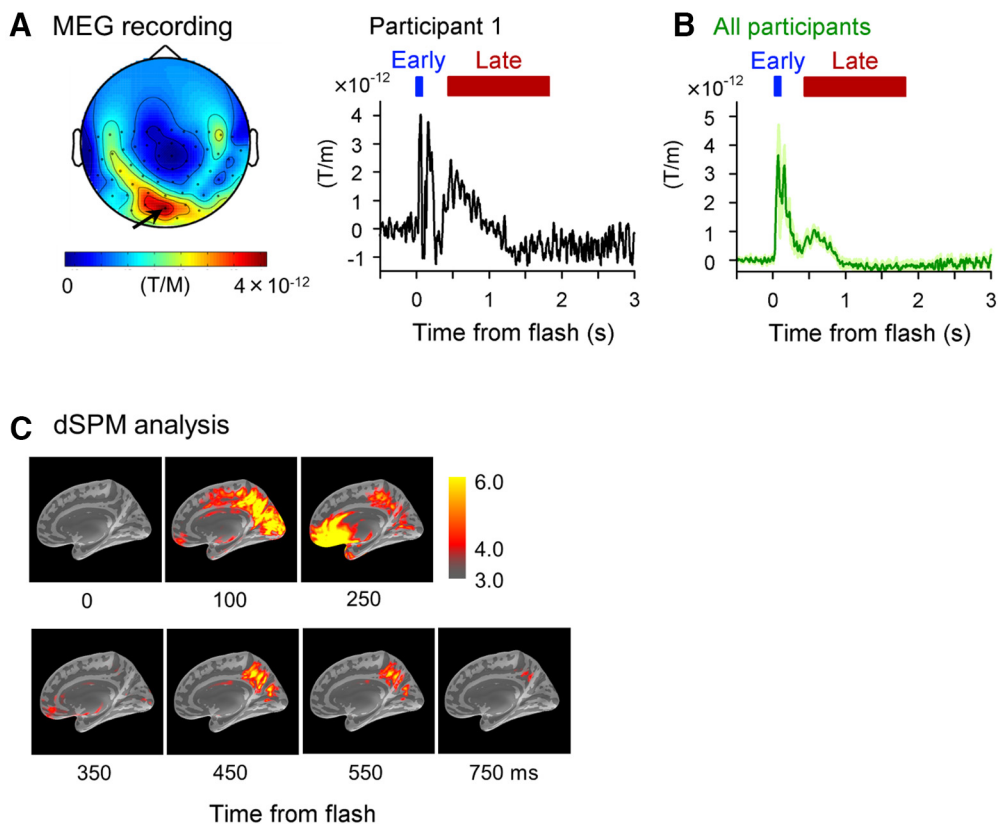 A MEG recording
0 4 × 10-12
(T/M)
Participant 1
Early Late
×10-12
(T/m)
4
3
2
1
0
-1
0 1 2 3
Time from flash (s)
B All participants
Early Late
×10-12
(T/m)
5
4
3
2
1
0
0 1 2 3
Time from flash (s)
C dSPM analysis
6.0
4.0
3.0
0 100 250
350 450 550 750 ms
Time from flash